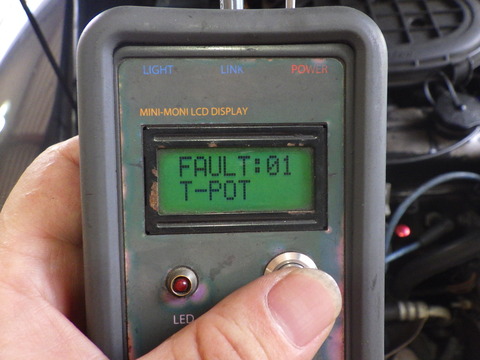 LIGHT LINK POWER
MINI-MONI LCD DISPLAY
FAULT:01
T-POT
LED